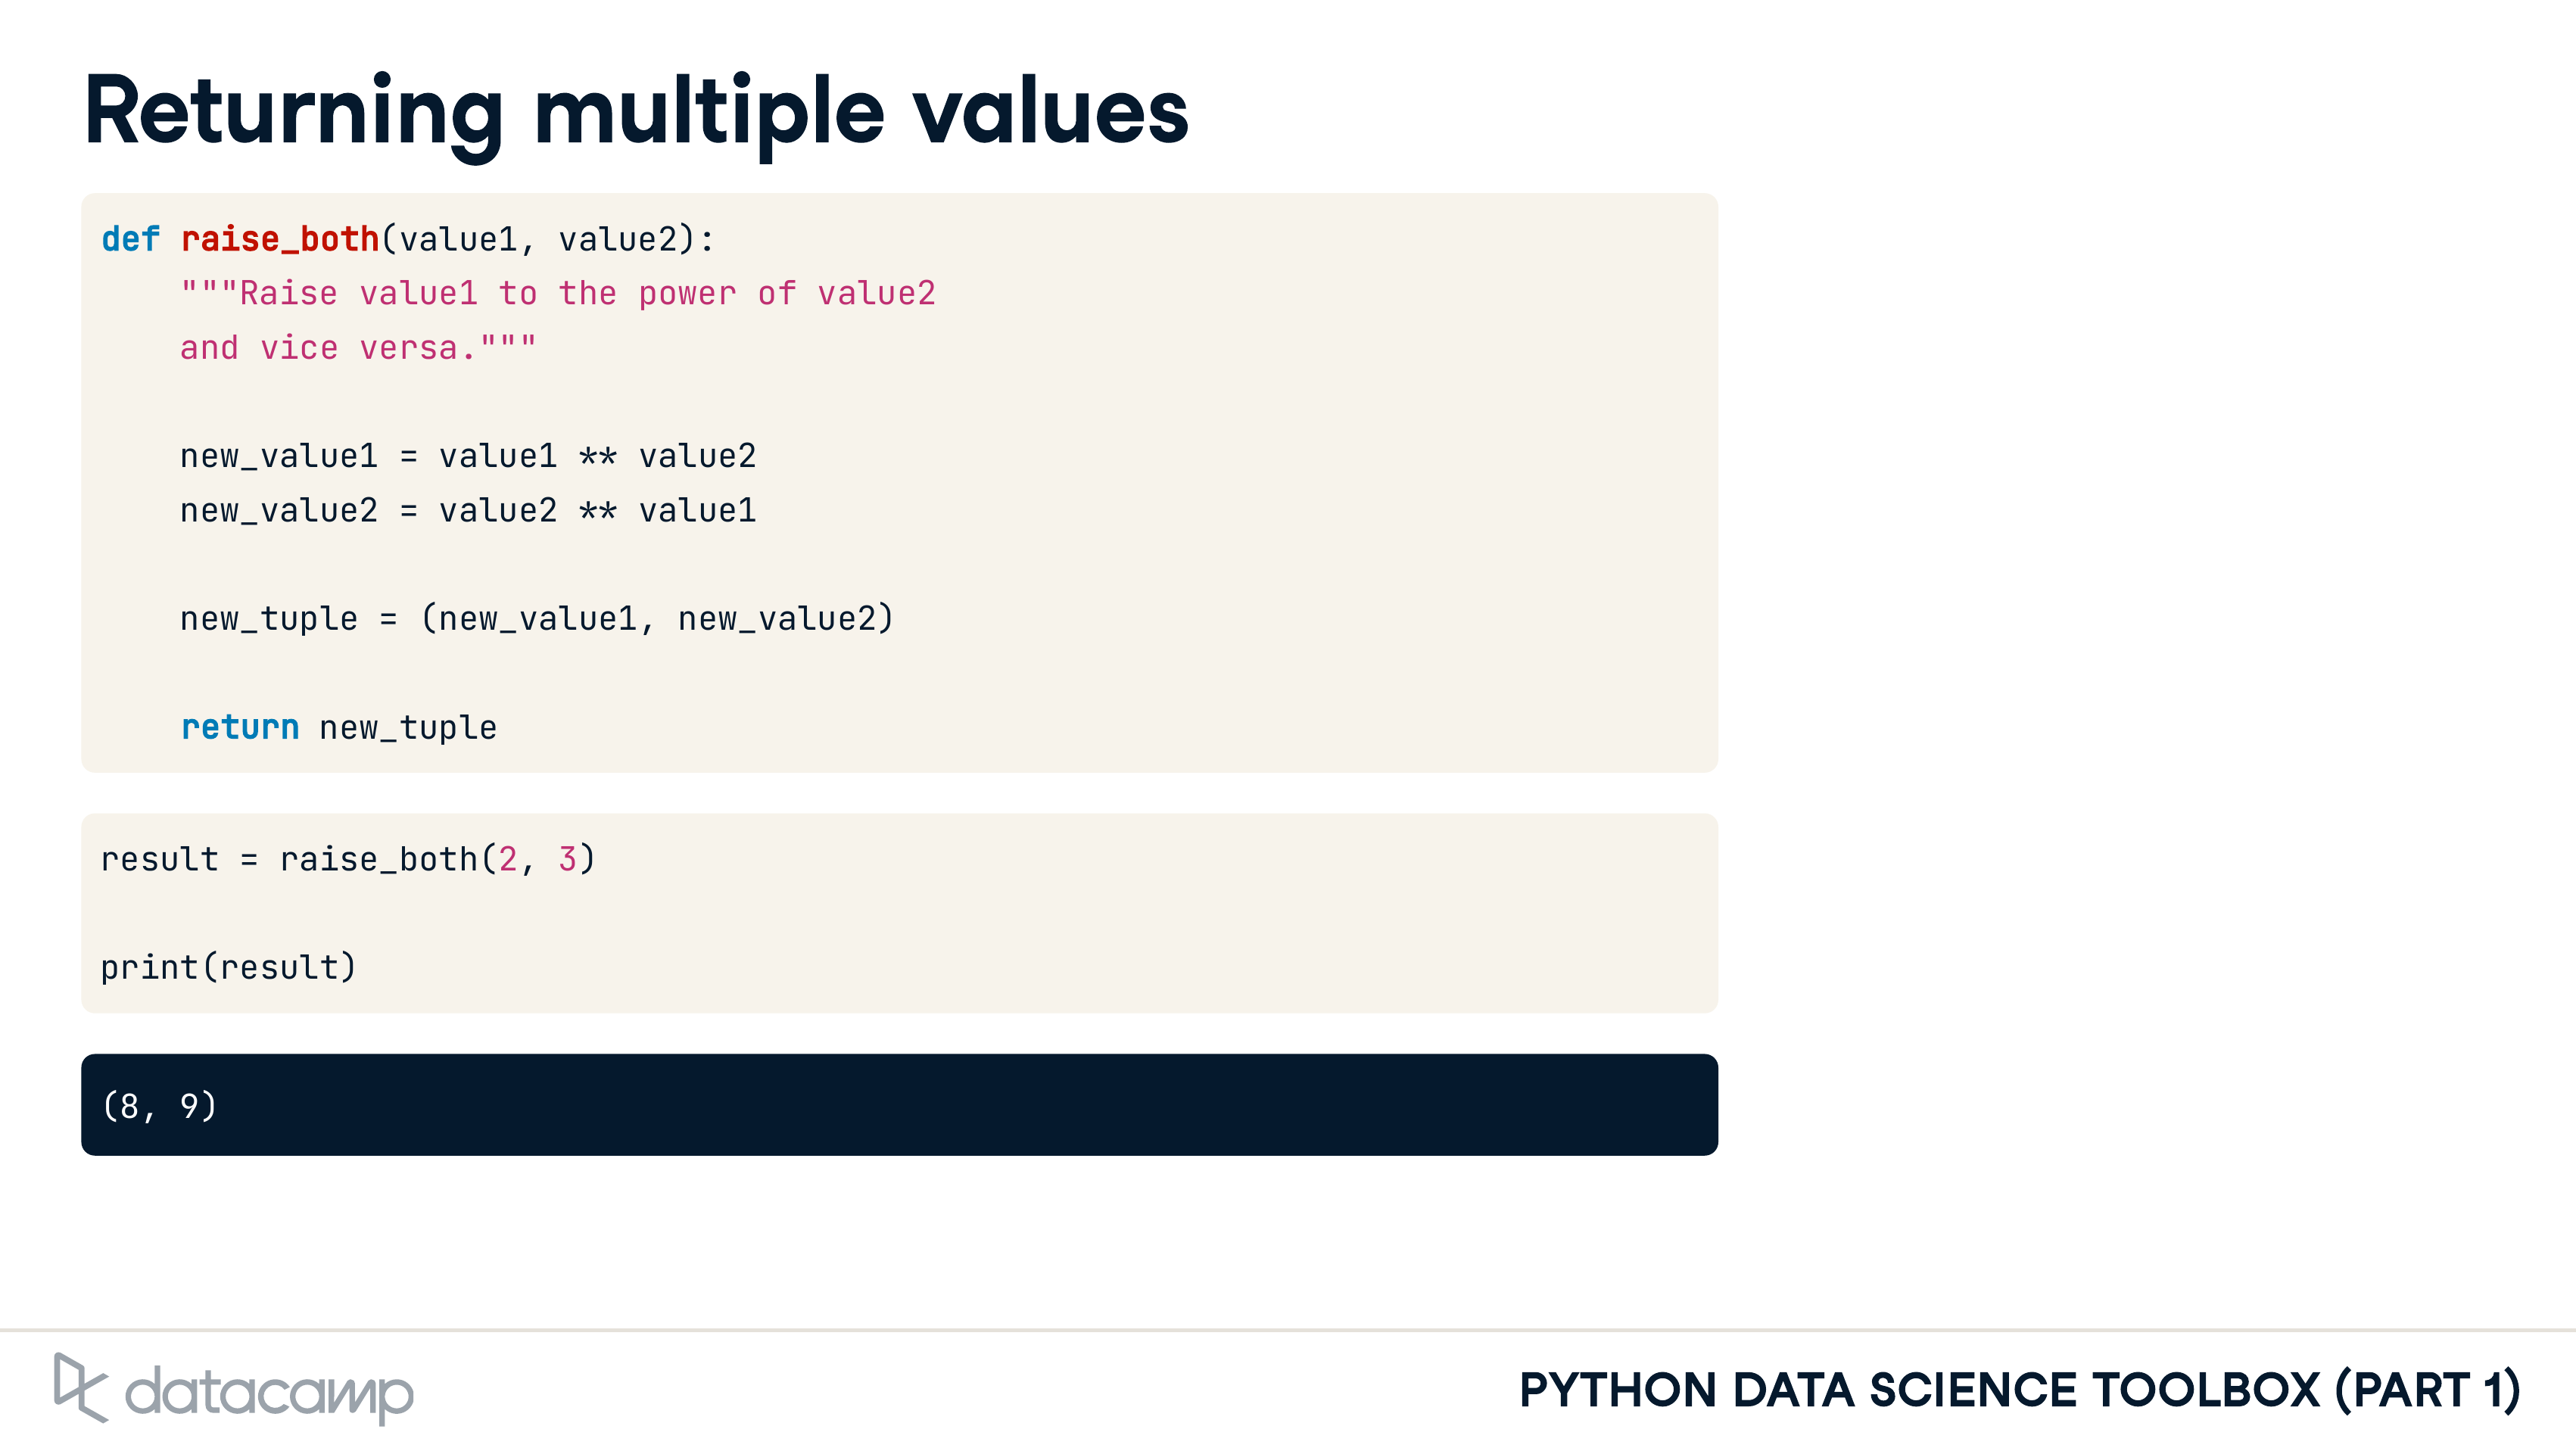 Returning multiple values
def raise_both(value1, value2):
    """Raise value1 to the power of value2
    and vice versa."""
    new_value1 = value1 ** value2
    new_value2 = value2 ** value1
    new_tuple = (new_value1, new_value2)
    return new_tuple
result = raise_both(2, 3)
print(result)
(8, 9)
datacamp
PYTHON DATA SCIENCE TOOLBOX (PART 1)